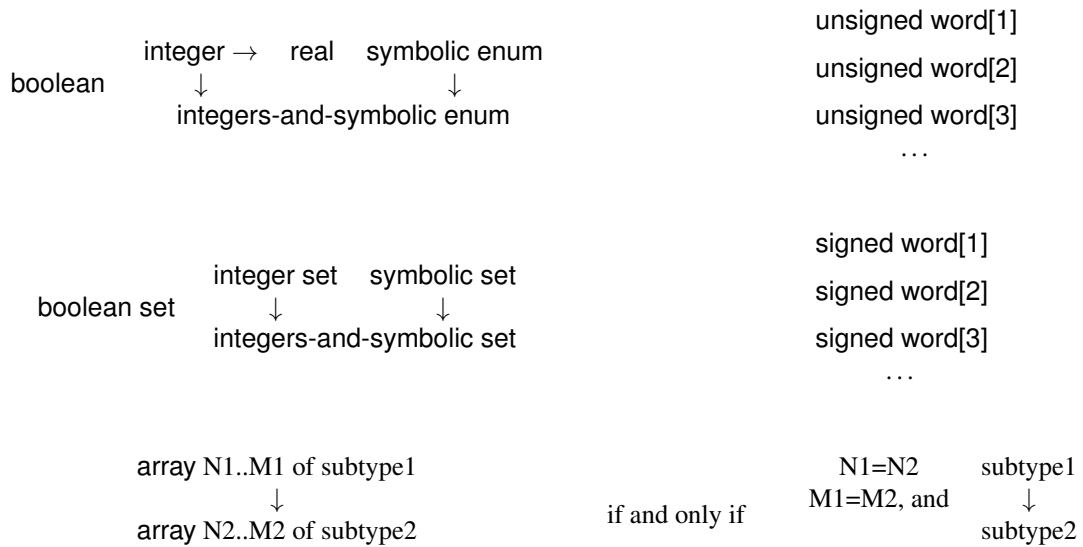 unsigned word[1]
integer → real symbolic enum
unsigned word[2]
boolean ↓ ↓
integers-and-symbolic enum unsigned word[3]
...
signed word[1]
integer set symbolic set
signed word[2]
boolean set ↓ ↓
integers-and-symbolic set signed word[3]
...
array N1..M1 of subtype1 N1=N2 subtype1
↓ M1=M2, and ↓
array N2..M2 of subtype2 if and only if subtype2